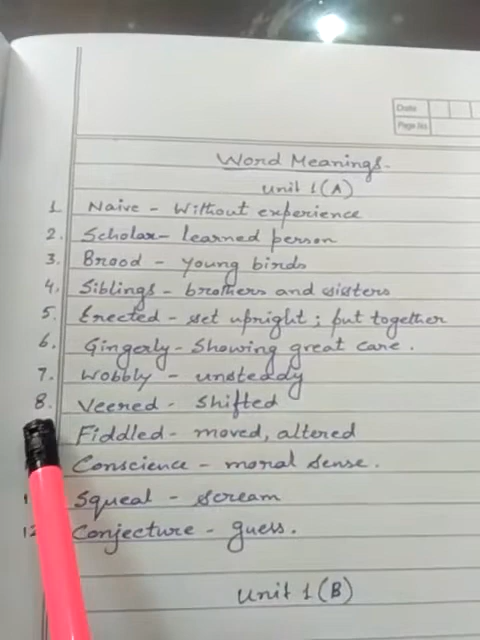 Date
Page No
Word Meanings.
Unit 1(A)
1. Naive - Without experience
2. Scholar - learned person
3. Brood - young birds
4. Siblings - brothers and sisters
5. Erected - set upright; put together
6. Gingerly - Showing great care.
7. Wobbly - unsteady
8. Veered - Shifted
Fiddled - moved, altered
Conscience - moral sense.
Squeal - scream
12 Conjecture - guess.
Unit 1(B)